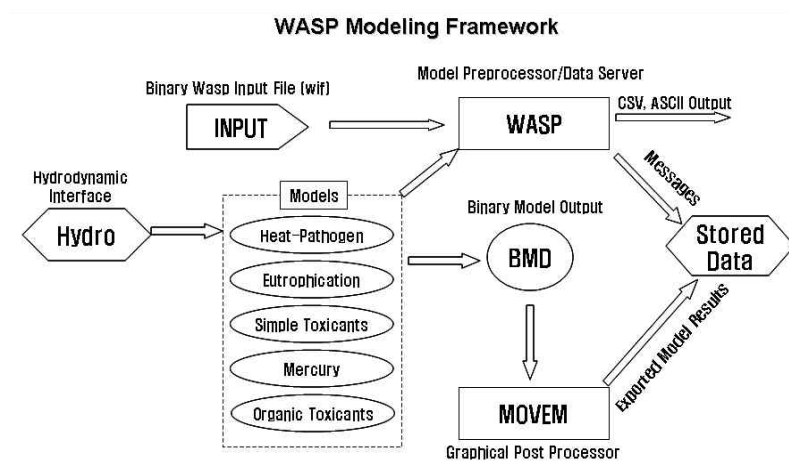 WASP Modeling Framework
Model Preprocessor/Data Server
Binary Wasp Input File (wif)
CSV, ASCII Output
INPUT
WASP
Messages
Hydrodynamic
Interface
Models
Binary Model Output
Hydro
Heat-Pathogen
BMD
Stored
Data
Eutrophication
Simple Toxicants
Mercury
Organic Toxicants
MOVEM
Exported Model Results
Graphical Post Processor